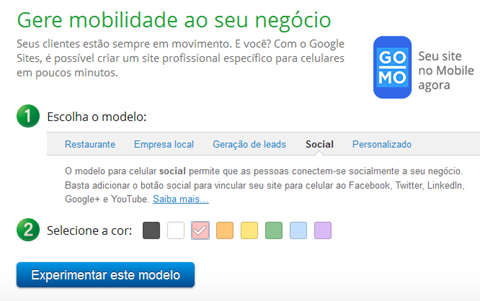 Gere mobilidade ao seu negócio
Seus clientes estão sempre em movimento. E você? Com o Google
Sites, é possível criar um site profissional específico para celulares
em poucos minutos.
GO
MO
Seu site
no Mobile
agora
1 Escolha o modelo:
Restaurante Empresa local Geração de leads Social Personalizado
O modelo para celular social permite que as pessoas conectem-se socialmente a seu negócio.
Basta adicionar o botão social para vincular seu site para celular ao Facebook, Twitter, LinkedIn,
Google+ e YouTube. Saiba mais...
2 Selecione a cor:
Experimentar este modelo